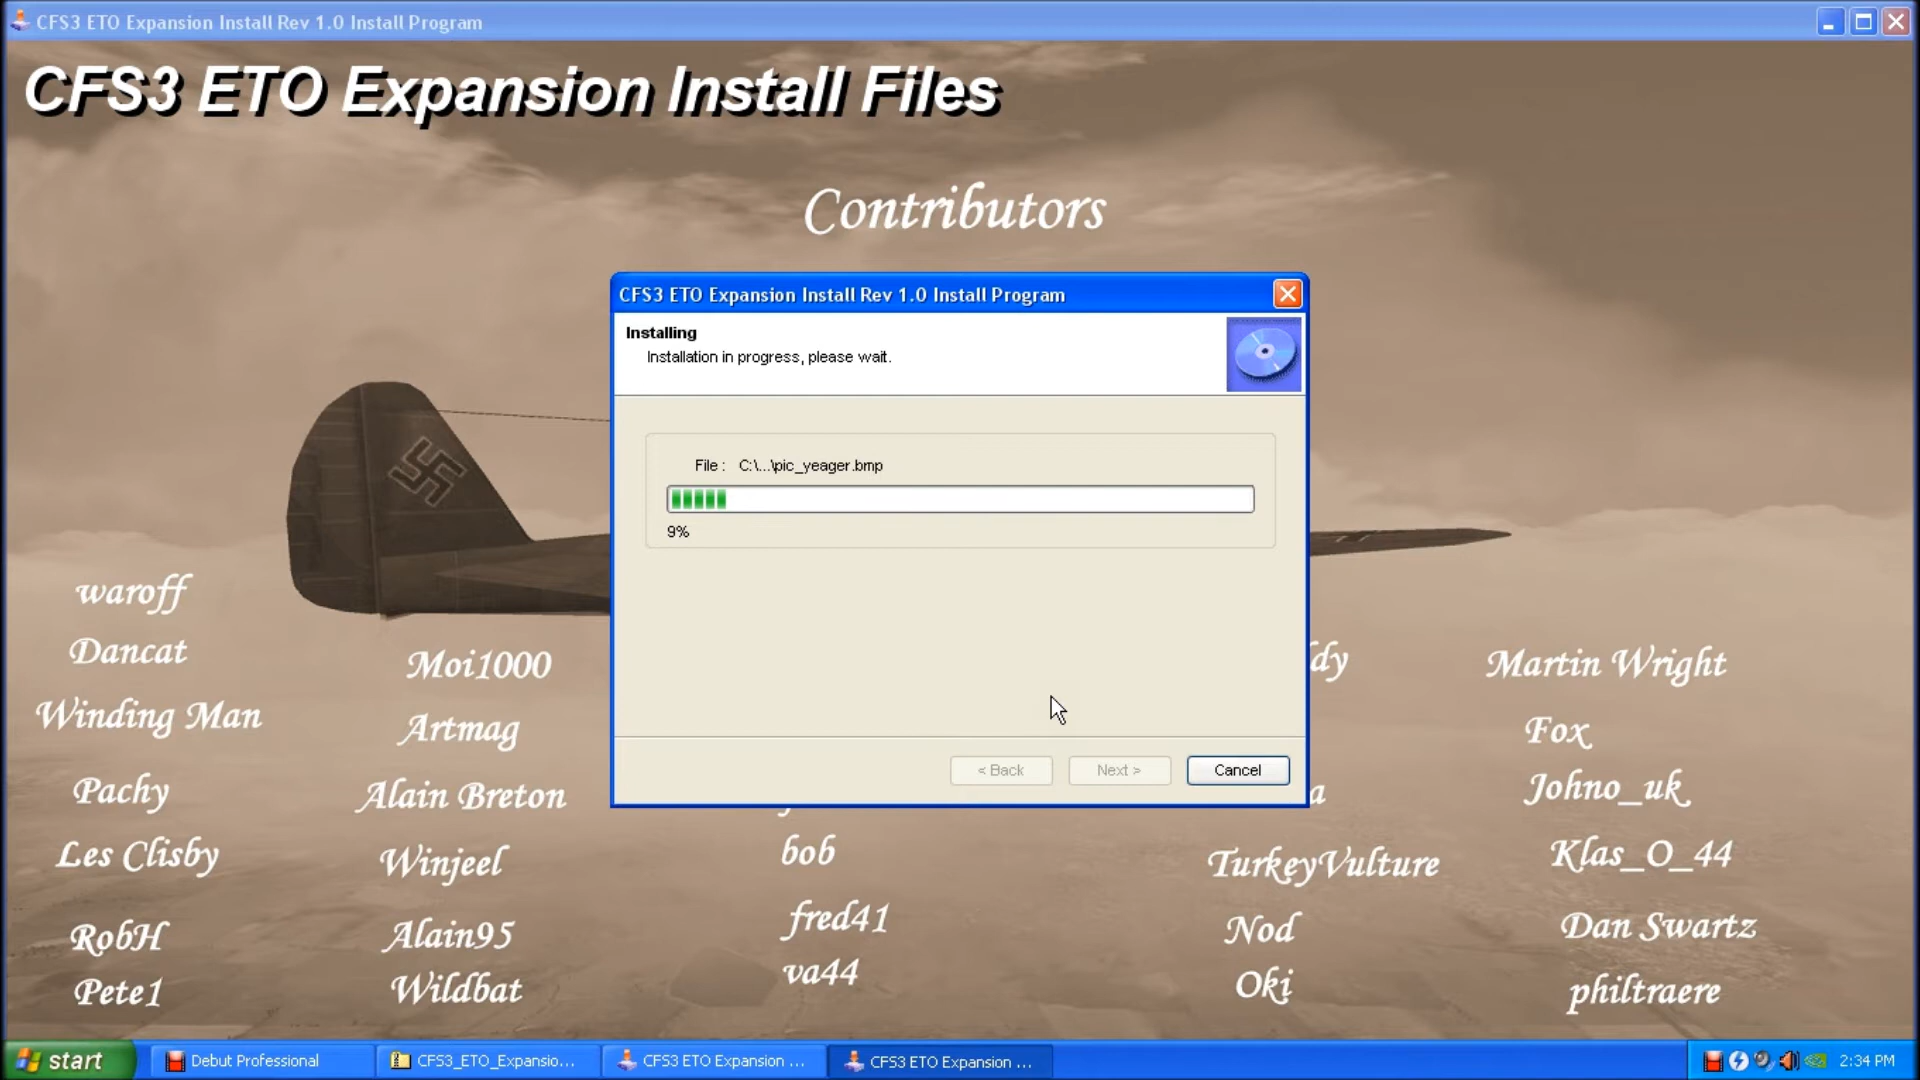 CFS3 ETO Expansion Install Rev 1.0 Install Program
CFS3 ETO Expansion Install Files
Contributors
CFS3 ETO Expansion Install Rev 1.0 Install Program
Installing
Installation in progress, please wait.
File : C:\...\pic_yeager.bmp
9%
< Back
Next >
Cancel
waroff
Dancat
Winding Man
Pachy
Les Clisby
RobH
Pete1
Moi1000
Artmag
Alain Breton
Winjeel
Alain95
Wildbat
bob
fred41
va44
dy
a
TurkeyVulture
Nod
Oki
Martin Wright
Fox
Johno_uk
Klas_O_44
Dan Swartz
philtraere
start
Debut Professional
CFS3_ETO_Expansio...
CFS3 ETO Expansion ...
CFS3 ETO Expansion ...
2:34 PM